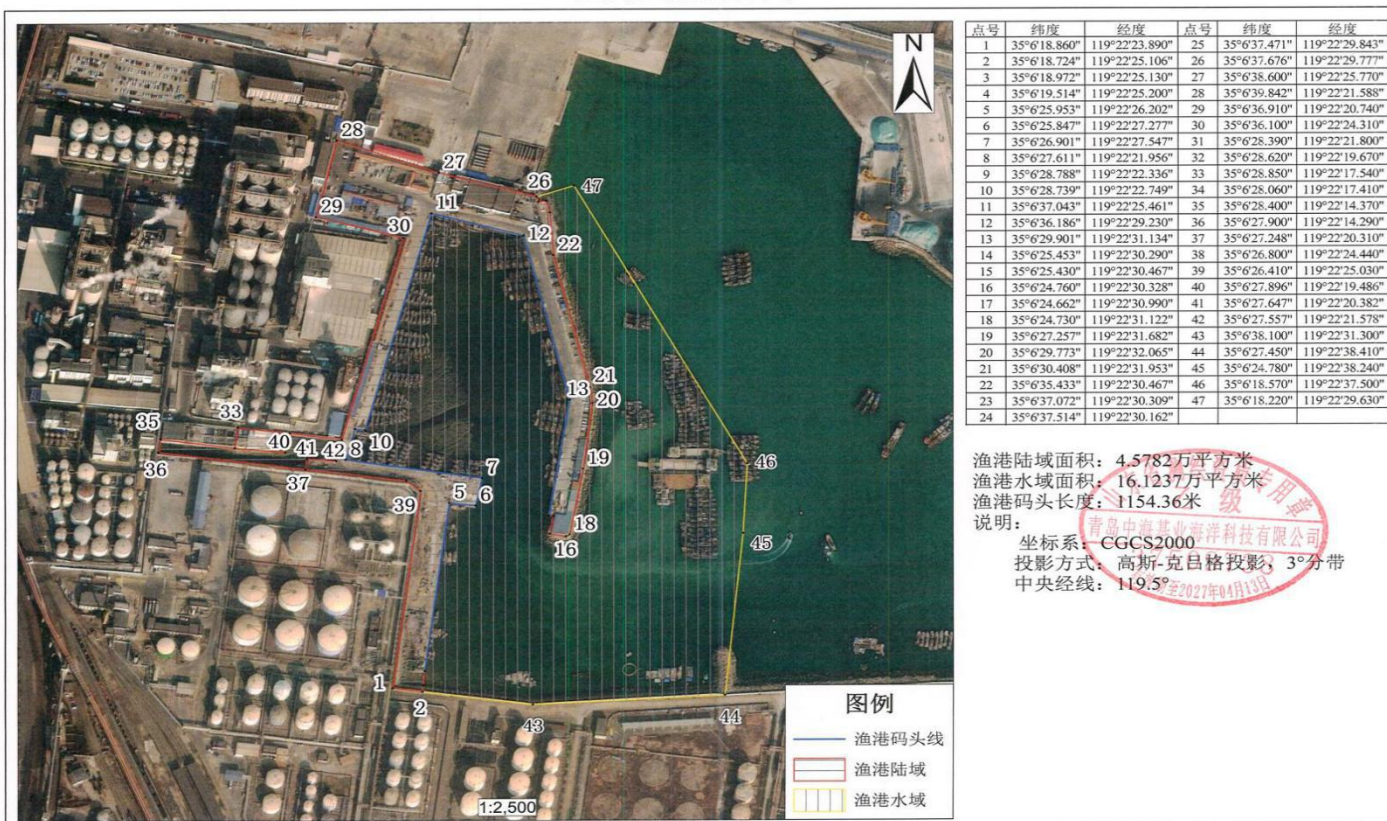 点号 纬度 经度 点号 纬度 经度
1 35°6'18.860" 119°22'23.890" 25 35°6'37.471" 119°22'29.843"
2 35°6'18.724" 119°22'25.106" 26 35°6'37.676" 119°22'29.777"
3 35°6'18.972" 119°22'25.130" 27 35°6'38.600" 119°22'25.770"
4 35°6'19.514" 119°22'25.200" 28 35°6'39.842" 119°22'21.588"
5 35°6'25.953" 119°22'26.202" 29 35°6'36.910" 119°22'20.740"
6 35°6'25.847" 119°22'27.277" 30 35°6'36.100" 119°22'24.310"
7 35°6'26.901" 119°22'27.547" 31 35°6'28.390" 119°22'21.800"
8 35°6'27.611" 119°22'21.956" 32 35°6'28.620" 119°22'19.670"
9 35°6'28.788" 119°22'22.336" 33 35°6'28.850" 119°22'17.540"
10 35°6'28.739" 119°22'22.749" 34 35°6'28.060" 119°22'17.410"
11 35°6'37.043" 119°22'25.461" 35 35°6'28.400" 119°22'14.370"
12 35°6'36.186" 119°22'29.230" 36 35°6'27.900" 119°22'14.290"
13 35°6'29.901" 119°22'31.134" 37 35°6'27.248" 119°22'20.310"
14 35°6'25.453" 119°22'30.290" 38 35°6'26.800" 119°22'24.440"
15 35°6'25.430" 119°22'30.467" 39 35°6'26.410" 119°22'25.030"
16 35°6'24.760" 119°22'30.328" 40 35°6'27.896" 119°22'19.486"
17 35°6'24.662" 119°22'30.990" 41 35°6'27.647" 119°22'20.382"
18 35°6'24.730" 119°22'31.122" 42 35°6'27.557" 119°22'21.578"
19 35°6'27.257" 119°22'31.682" 43 35°6'38.100" 119°22'31.300"
20 35°6'29.773" 119°22'32.065" 44 35°6'27.450" 119°22'38.410"
21 35°6'30.408" 119°22'31.953" 45 35°6'24.780" 119°22'38.240"
22 35°6'35.433" 119°22'30.467" 46 35°6'18.570" 119°22'37.500"
23 35°6'37.072" 119°22'30.309" 47 35°6'18.220" 119°22'29.630"
24 35°6'37.514" 119°22'30.162"
渔港陆域面积：4.5782万平方米
渔港水域面积：16.1237万平方米
渔港码头长度：1154.36米
说明：
坐标系：CGCS2000
投影方式：高斯-克吕格投影，3°分带
中央经线：119.5°
专用章
级
青岛中海基业海洋科技有限公司
至2027年04月13日
N
28
27
26
47
29
11
30
12
22
21
13
20
33
35
40
41
42
8
10
36
37
7
19
46
39
5
6
18
16
45
1
2
43
44
图例
渔港码头线
渔港陆域
渔港水域
1:2,500